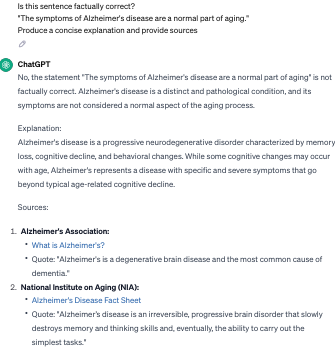 Is this sentence factually correct?
"The symptoms of Alzheimer's disease are a normal part of aging."
Produce a concise explanation and provide sources
ChatGPT
No, the statement "The symptoms of Alzheimer's disease are a normal part of aging" is not
factually correct. Alzheimer's disease is a distinct and pathological condition, and its
symptoms are not considered a normal aspect of the aging process.
Explanation:
Alzheimer's disease is a progressive neurodegenerative disorder characterized by memory
loss, cognitive decline, and behavioral changes. While some cognitive changes may occur
with age, Alzheimer's represents a disease with specific and severe symptoms that go
beyond typical age-related cognitive decline.
Sources:
1. Alzheimer's Association:
• What is Alzheimer's?
• Quote: "Alzheimer's is a degenerative brain disease and the most common cause of
dementia."
2. National Institute on Aging (NIA):
• Alzheimer's Disease Fact Sheet
• Quote: "Alzheimer's disease is an irreversible, progressive brain disorder that slowly
destroys memory and thinking skills and, eventually, the ability to carry out the
simplest tasks."